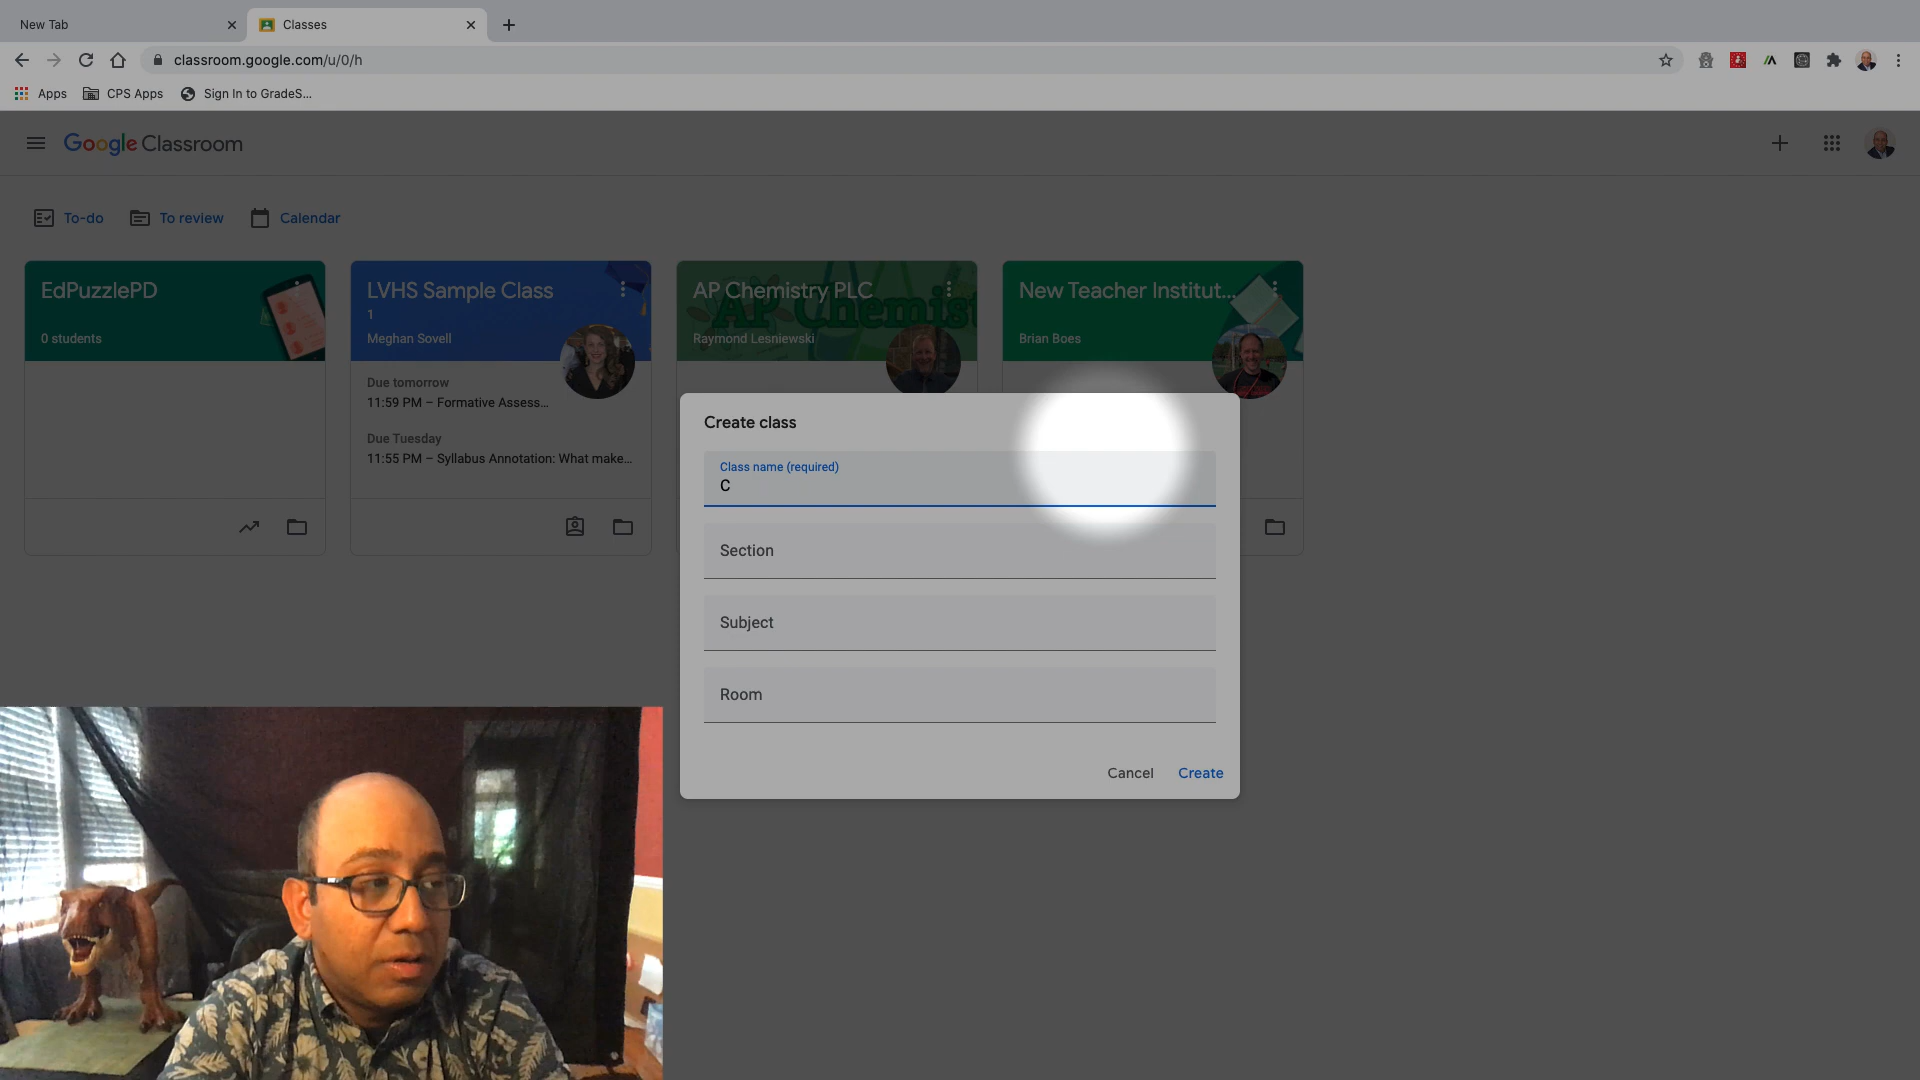 New Tab
Classes
classroom.google.com/u/0/h
Apps
CPS Apps
Sign In to GradeS...
Google Classroom
To-do
To review
Calendar
EdPuzzlePD
0 students
LVHS Sample Class
1
Meghan Sovell
Due tomorrow
11:59 PM – Formative Assess...
Due Tuesday
11:55 PM – Syllabus Annotation: What make...
AP Chemistry PLC
AP Chemist
Raymond Lesniewski
New Teacher Institut...
Brian Boes
Create class
Class name (required)
C
Section
Subject
Room
Cancel
Create